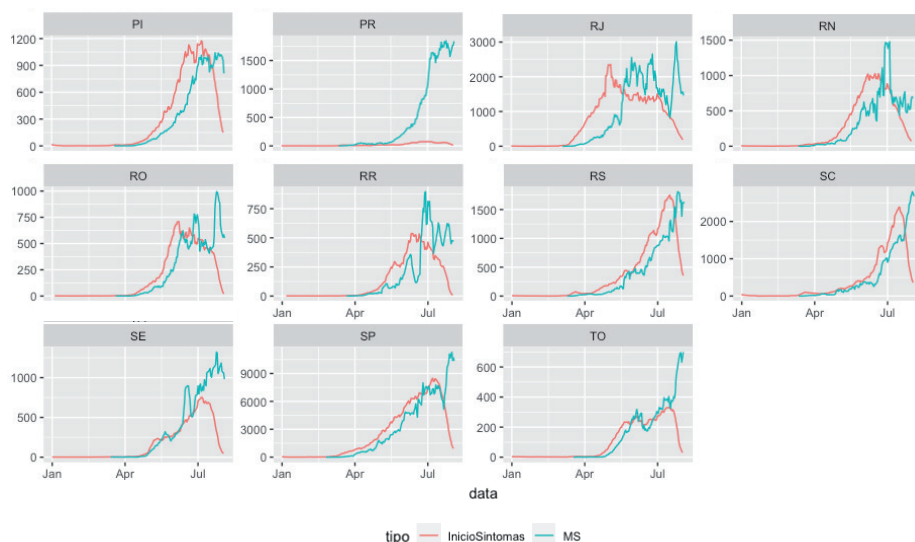 PI PR RJ RN
1200 1500 3000 1500
900 1000 2000 1000
600 500 1000 500
300 0 0 0
0
RO RR RS SC
1000 750 1500 2000
750 500 1000 1000
500 250 500 0
250 0 0
0
Jan Apr Jul
SE SP TO
1000 9000 600
500 6000 400
0 3000 200
0 0
Jan Apr Jul Jan Apr Jul Jan Apr Jul
data
tipo InicioSintomas MS